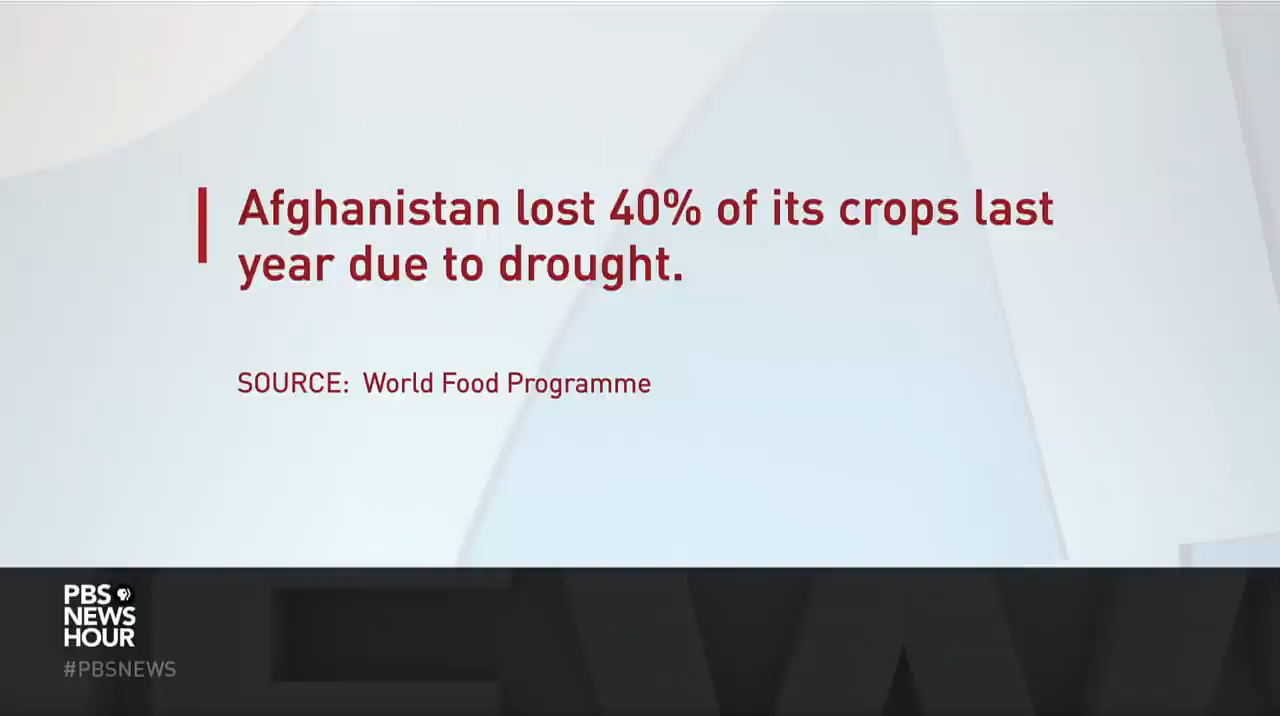 Afghanistan lost 40% of its crops last
year due to drought.
SOURCE: World Food Programme
PBS
NEWS
HOUR
#PBSNEWS